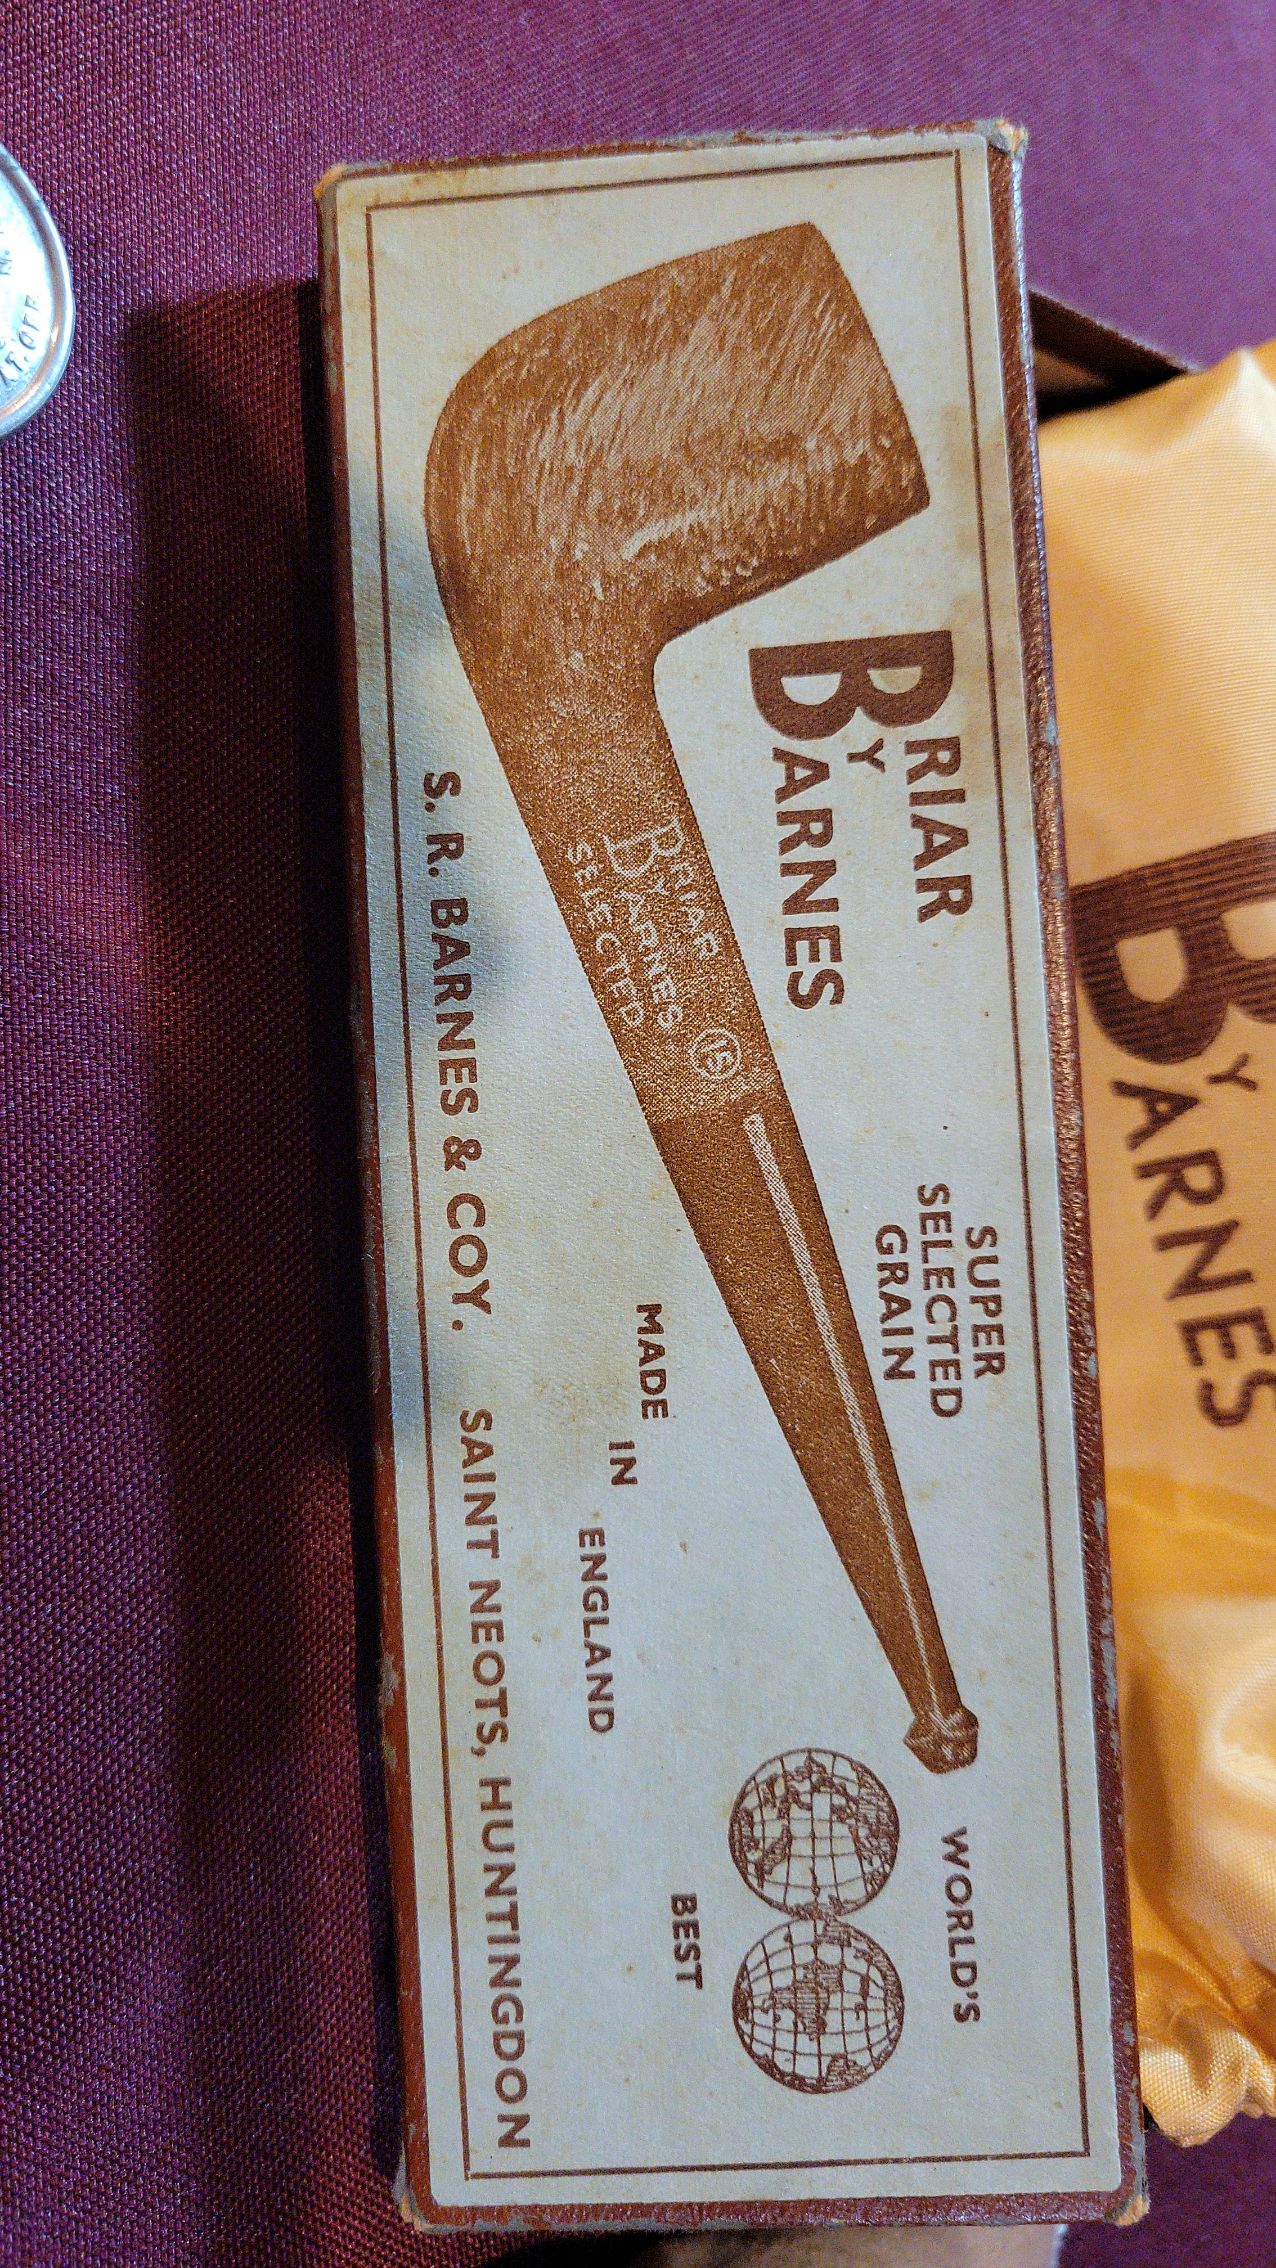 BRIAR
BY
BARNES
SUPER
SELECTED
GRAIN
WORLD'S
BEST
BRIAR
BY
BARNES
SELECTED
15
MADE IN ENGLAND
S. R. BARNES & COY. SAINT NEOTS, HUNTINGDON
BY
BARNES